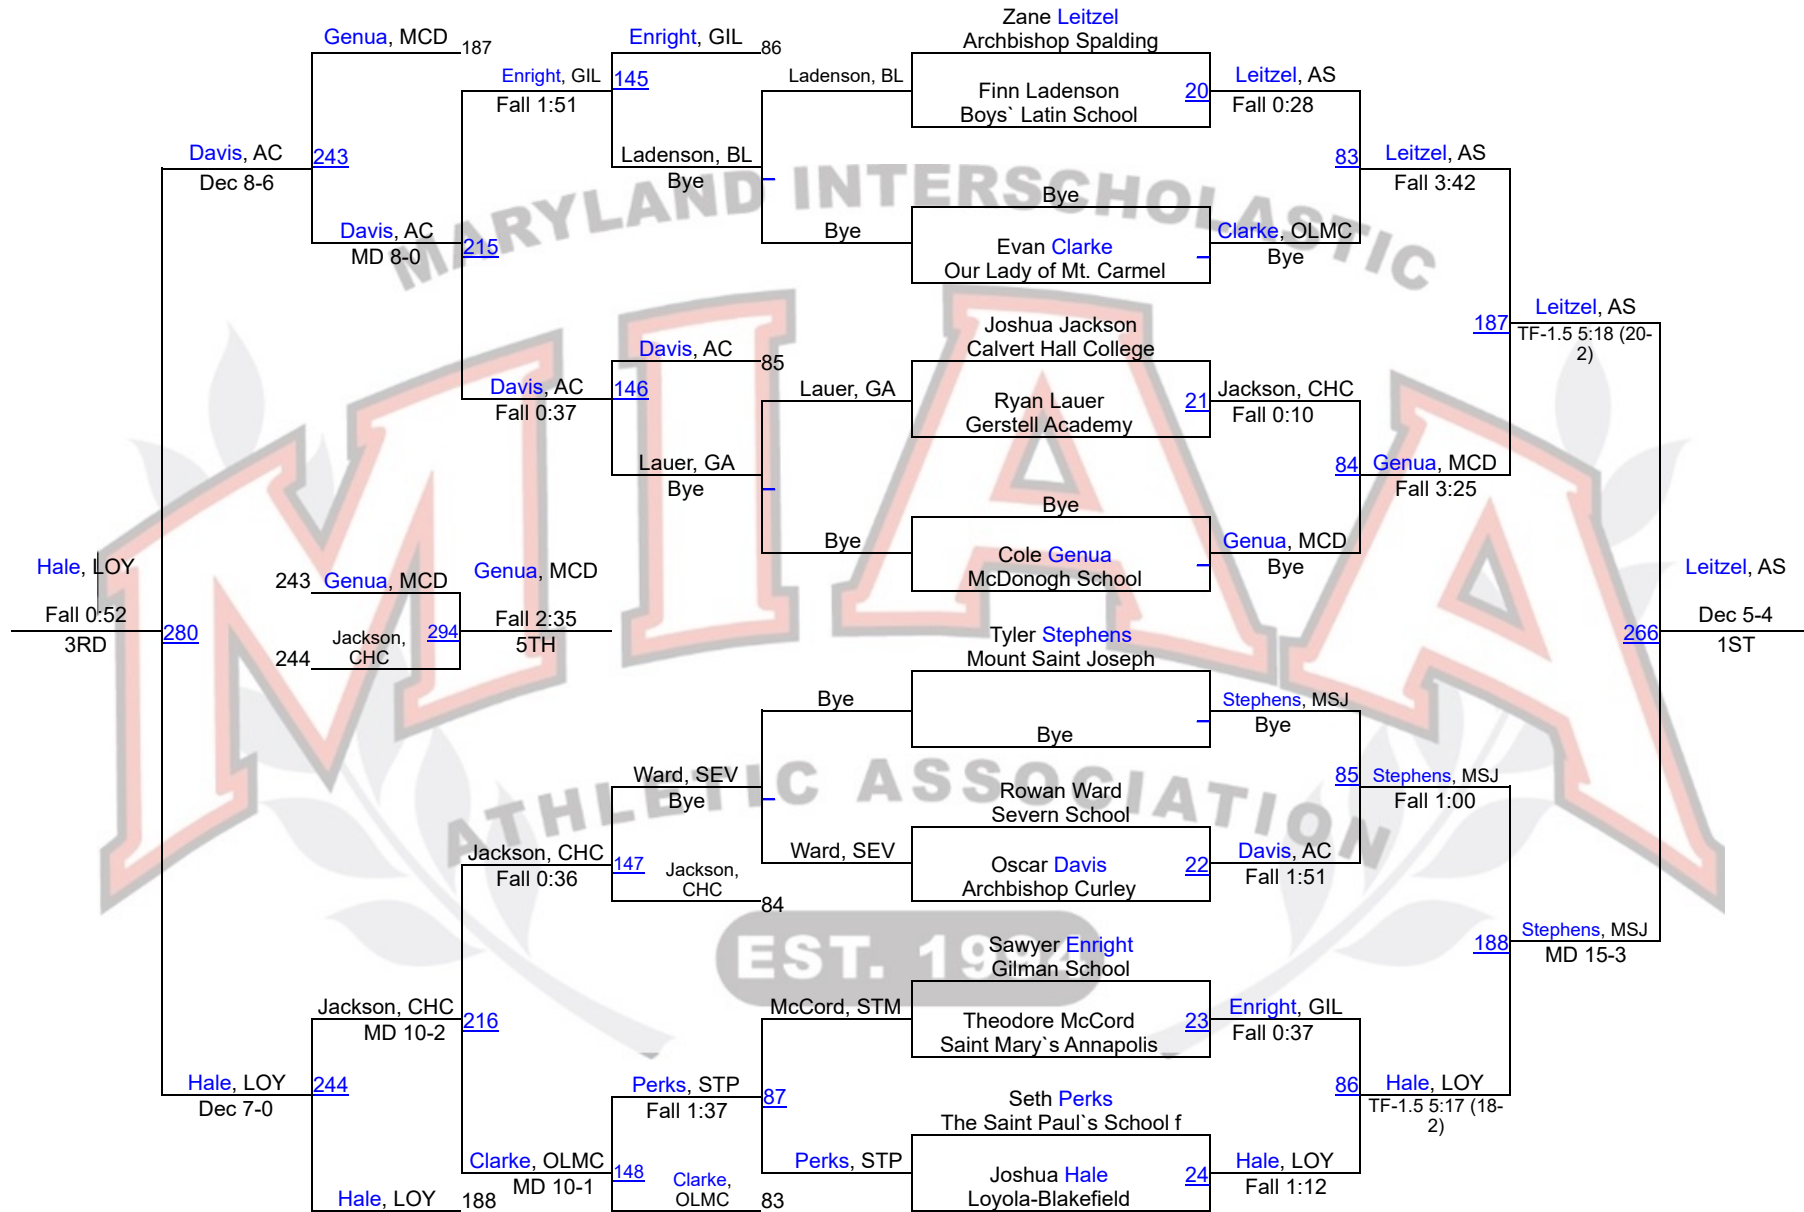 Zane Leitzel
Archbishop Spalding
Finn Ladenson
Boys` Latin School
20
Leitzel, AS
Fall 0:28
83
Leitzel, AS
Fall 3:42
Bye
Evan Clarke
Our Lady of Mt. Carmel
Clarke, OLMC
Bye
187
Leitzel, AS
TF-1.5 5:18 (20-
2)
Joshua Jackson
Calvert Hall College
Ryan Lauer
Gerstell Academy
21
Jackson, CHC
Fall 0:10
84
Genua, MCD
Fall 3:25
Bye
Cole Genua
McDonogh School
Genua, MCD
Bye
Leitzel, AS
266
Dec 5-4
1ST
Tyler Stephens
Mount Saint Joseph
Bye
Stephens, MSJ
Bye
85
Stephens, MSJ
Fall 1:00
Rowan Ward
Severn School
Oscar Davis
Archbishop Curley
22
Davis, AC
Fall 1:51
188
Stephens, MSJ
MD 15-3
Sawyer Enright
Gilman School
Theodore McCord
Saint Mary`s Annapolis
23
Enright, GIL
Fall 0:37
86
Hale, LOY
TF-1.5 5:17 (18-
2)
Seth Perks
The Saint Paul`s School f
Joshua Hale
Loyola-Blakefield
24
Hale, LOY
Fall 1:12
Genua, MCD
187
Enright, GIL
86
Enright, GIL
Fall 1:51
145
Ladenson, BL
Ladenson, BL
Bye
Bye
Davis, AC
Dec 8-6
243
Davis, AC
MD 8-0
215
Davis, AC
85
Davis, AC
Fall 0:37
146
Lauer, GA
Lauer, GA
Bye
Bye
Hale, LOY
Fall 0:52
3RD
280
243
Genua, MCD
244
Jackson,
CHC
294
Genua, MCD
Fall 2:35
5TH
Bye
Ward, SEV
Bye
Ward, SEV
Jackson, CHC
Fall 0:36
147
Jackson,
CHC
84
Jackson, CHC
MD 10-2
216
McCord, STM
Hale, LOY
Dec 7-0
244
Perks, STP
Fall 1:37
87
Perks, STP
Clarke, OLMC
MD 10-1
148
Clarke,
OLMC
83
Hale, LOY
188
MARYLAND INTERSCHOLASTIC
MIAA
ATHLETIC ASSOCIATION
EST. 1994